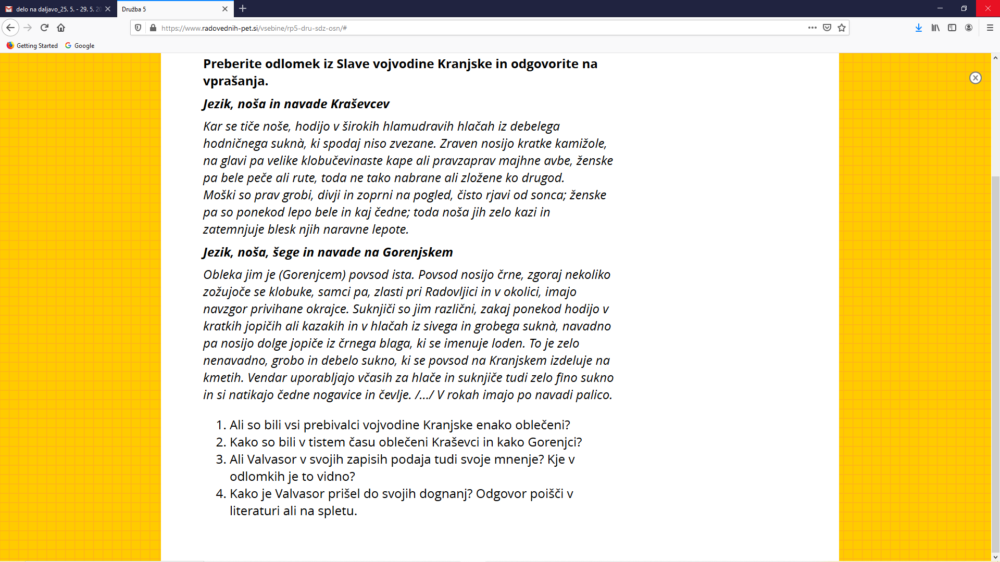 delo na daljavo_25. 5. - 29. 5. 20
Družba 5
https://www.radovednih-pet.si/vsebine/rp5-dru-sdz-osn/#
Getting Started
Google
Preberite odlomek iz Slave vojvodine Kranjske in odgovorite na
vprašanja.
Jezik, noša in navade Kraševcev
Kar se tiče noše, hodijo v širokih hlamudravih hlačah iz debelega
hodničnega suknà, ki spodaj niso zvezane. Zraven nosijo kratke kamižole,
na glavi pa velike klobučevinaste kape ali pravzaprav majhne avbe, ženske
pa bele peče ali rute, toda ne tako nabrane ali zložene ko drugod.
Moški so prav grobi, divji in zoprni na pogled, čisto rjavi od sonca; ženske
pa so ponekod lepo bele in kaj čedne; toda noša jih zelo kazi in
zatemnjuje blesk njih naravne lepote.
Jezik, noša, šege in navade na Gorenjskem
Obleka jim je (Gorenjcem) povsod ista. Povsod nosijo črne, zgoraj nekoliko
zožujoče se klobuke, samci pa, zlasti pri Radovljici in v okolici, imajo
navzgor privihane okrajce. Suknjiči so jim različni, zakaj ponekod hodijo v
kratkih jopičih ali kazakih in v hlačah iz sivega in grobega suknà, navadno
pa nosijo dolge jopiče iz črnega blaga, ki se imenuje loden. To je zelo
nenavadno, grobo in debelo sukno, ki se povsod na Kranjskem izdeluje na
kmetih. Vendar uporabljajo včasih za hlače in suknjiče tudi zelo fino sukno
in si natikajo čedne nogavice in čevlje. /.../ V rokah imajo po navadi palico.
1. Ali so bili vsi prebivalci vojvodine Kranjske enako oblečeni?
2. Kako so bili v tistem času oblečeni Kraševci in kako Gorenjci?
3. Ali Valvasor v svojih zapisih podaja tudi svoje mnenje? Kje v
odlomkih je to vidno?
4. Kako je Valvasor prišel do svojih dognanj? Odgovor poišči v
literaturi ali na spletu.